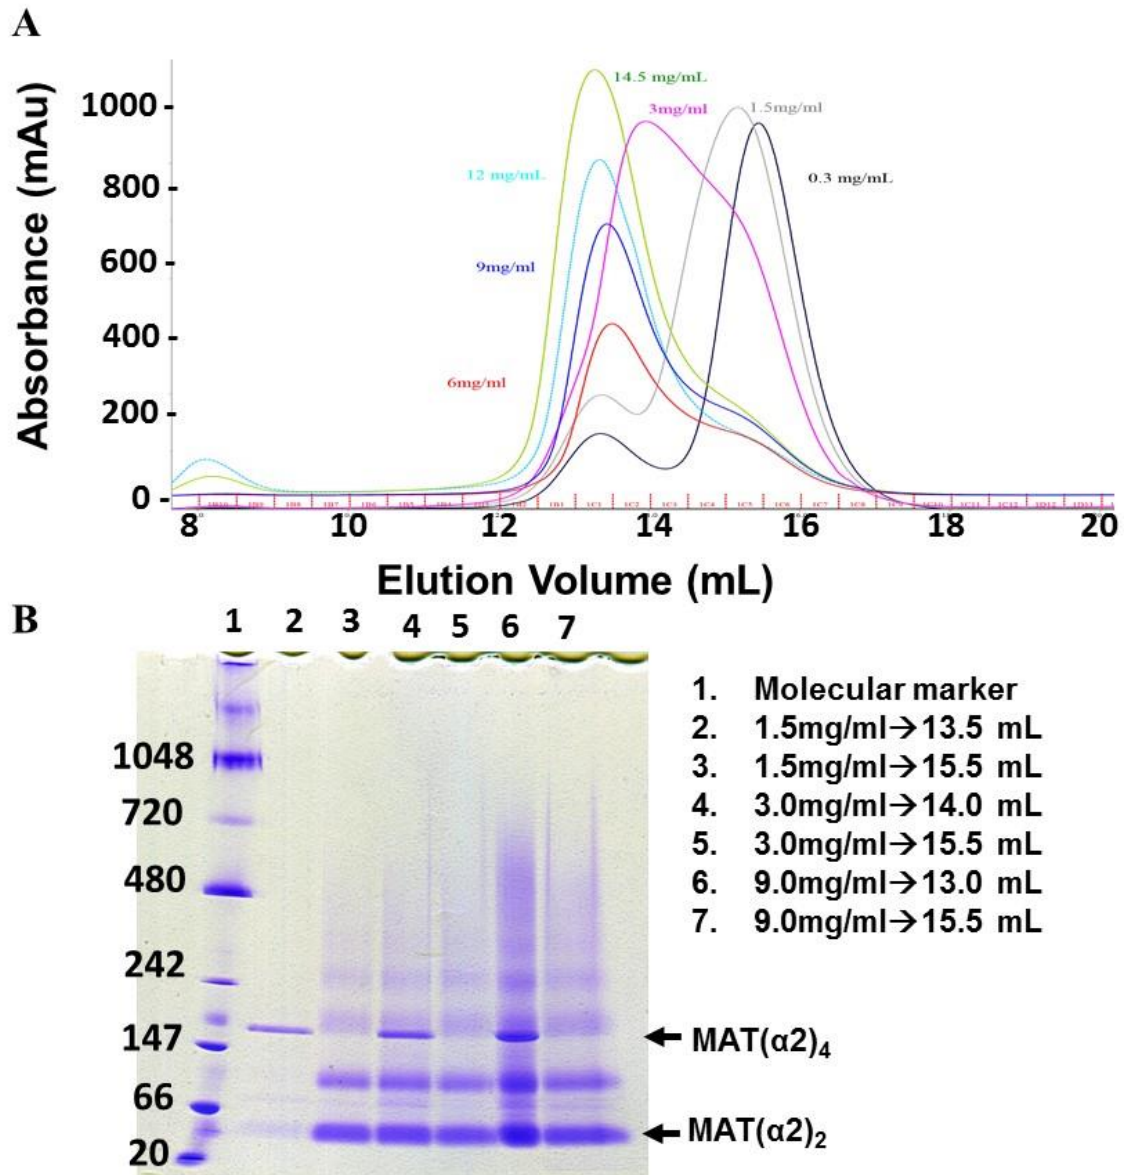 A
Absorbance (mAu)
1000
800
600
400
200
0
14.5 mg/mL
3mg/ml
1.5mg/ml
12 mg/mL
0.3 mg/mL
9mg/ml
6mg/ml
8
10
12
14
16
18
20
Elution Volume (mL)
B
1 2 3 4 5 6 7
1048
720
480
242
147
66
20
1. Molecular marker
2. 1.5mg/ml→13.5 mL
3. 1.5mg/ml→15.5 mL
4. 3.0mg/ml→14.0 mL
5. 3.0mg/ml→15.5 mL
6. 9.0mg/ml→13.0 mL
7. 9.0mg/ml→15.5 mL
MAT(α2)₄
MAT(α2)₂